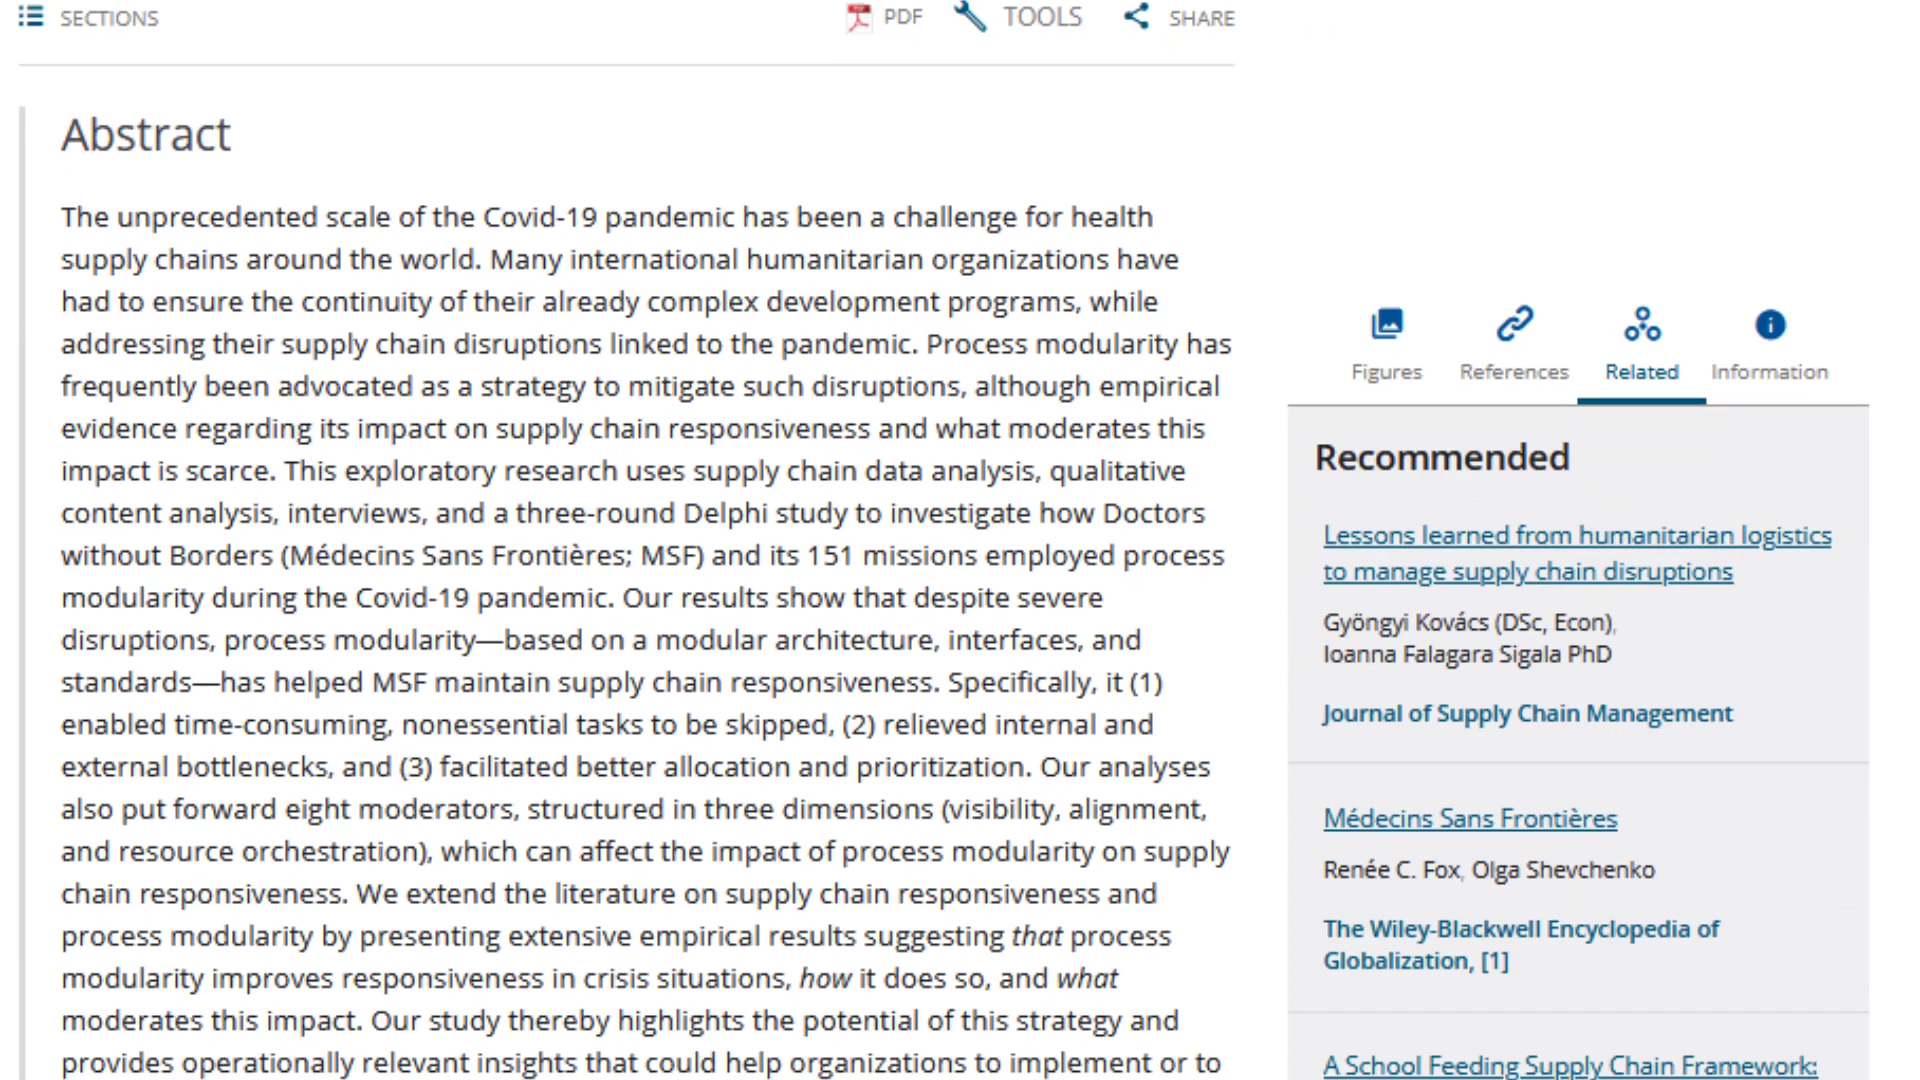 SECTIONS
PDF
TOOLS
SHARE
Abstract
The unprecedented scale of the Covid-19 pandemic has been a challenge for health
supply chains around the world. Many international humanitarian organizations have
had to ensure the continuity of their already complex development programs, while
addressing their supply chain disruptions linked to the pandemic. Process modularity has
frequently been advocated as a strategy to mitigate such disruptions, although empirical
evidence regarding its impact on supply chain responsiveness and what moderates this
impact is scarce. This exploratory research uses supply chain data analysis, qualitative
content analysis, interviews, and a three-round Delphi study to investigate how Doctors
without Borders (Médecins Sans Frontières; MSF) and its 151 missions employed process
modularity during the Covid-19 pandemic. Our results show that despite severe
disruptions, process modularity—based on a modular architecture, interfaces, and
standards—has helped MSF maintain supply chain responsiveness. Specifically, it (1)
enabled time-consuming, nonessential tasks to be skipped, (2) relieved internal and
external bottlenecks, and (3) facilitated better allocation and prioritization. Our analyses
also put forward eight moderators, structured in three dimensions (visibility, alignment,
and resource orchestration), which can affect the impact of process modularity on supply
chain responsiveness. We extend the literature on supply chain responsiveness and
process modularity by presenting extensive empirical results suggesting that process
modularity improves responsiveness in crisis situations, how it does so, and what
moderates this impact. Our study thereby highlights the potential of this strategy and
provides operationally relevant insights that could help organizations to implement or to
Figures
References
Related
Information
Recommended
Lessons learned from humanitarian logistics
to manage supply chain disruptions
Gyöngyi Kovács (DSc, Econ),
Ioanna Falagara Sigala PhD
Journal of Supply Chain Management
Médecins Sans Frontières
Renée C. Fox, Olga Shevchenko
The Wiley-Blackwell Encyclopedia of
Globalization, [1]
A School Feeding Supply Chain Framework: